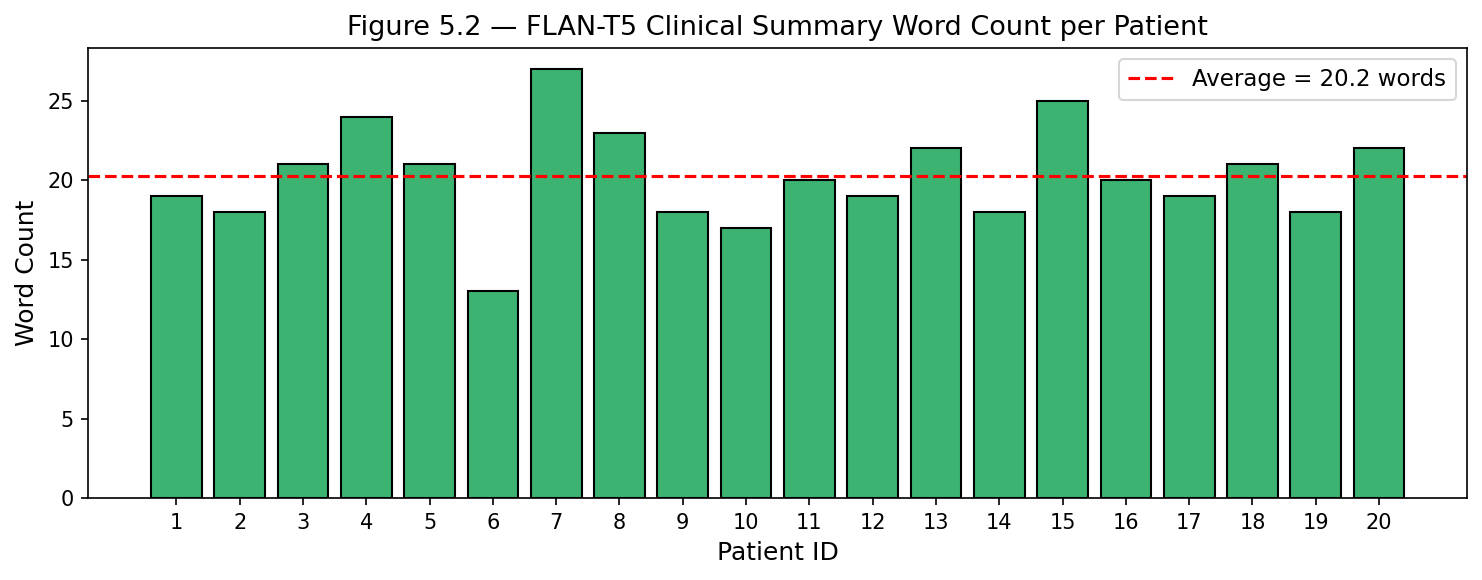 Figure 5.2 — FLAN-T5 Clinical Summary Word Count per Patient
Average = 20.2 words
Word Count
25
20
15
10
5
0
1 2 3 4 5 6 7 8 9 10 11 12 13 14 15 16 17 18 19 20
Patient ID